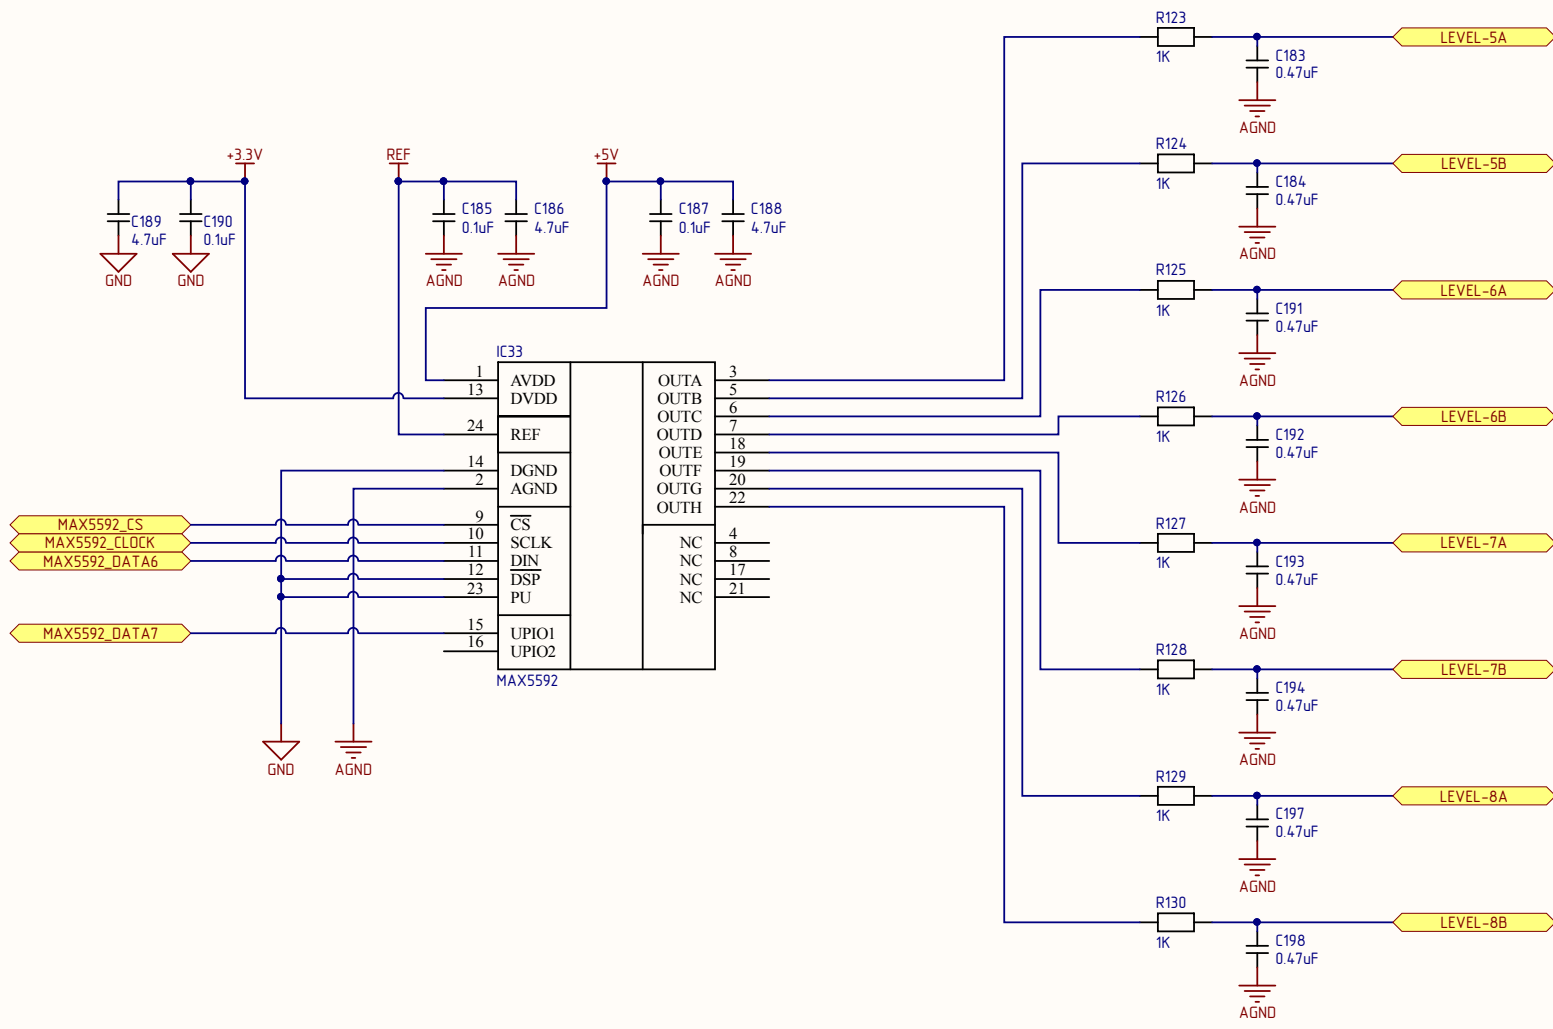 R123
1K
LEVEL-5A
C183
0.47uF
AGND
R124
1K
LEVEL-5B
C184
0.47uF
AGND
+3.3V
REF
+5V
C189
4.7uF
C190
0.1uF
C185
0.1uF
C186
4.7uF
C187
0.1uF
C188
4.7uF
GND
GND
AGND
AGND
AGND
AGND
R125
1K
LEVEL-6A
C191
0.47uF
AGND
IC33
1 AVDD
13 DVDD
24 REF
14 DGND
2 AGND
MAX5592_CS
9 CS
MAX5592_CLOCK
10 SCLK
MAX5592_DATA6
11 DIN
12 DSP
23 PU
MAX5592_DATA7
15 UPIO1
16 UPIO2
OUTA 3
OUTB 5
OUTC 6
OUTD 7
OUTE 18
OUTF 19
OUTG 20
OUTH 22
NC 4
NC 8
NC 17
NC 21
MAX5592
GND
AGND
R126
1K
LEVEL-6B
C192
0.47uF
AGND
R127
1K
LEVEL-7A
C193
0.47uF
AGND
R128
1K
LEVEL-7B
C194
0.47uF
AGND
R129
1K
LEVEL-8A
C197
0.47uF
AGND
R130
1K
LEVEL-8B
C198
0.47uF
AGND